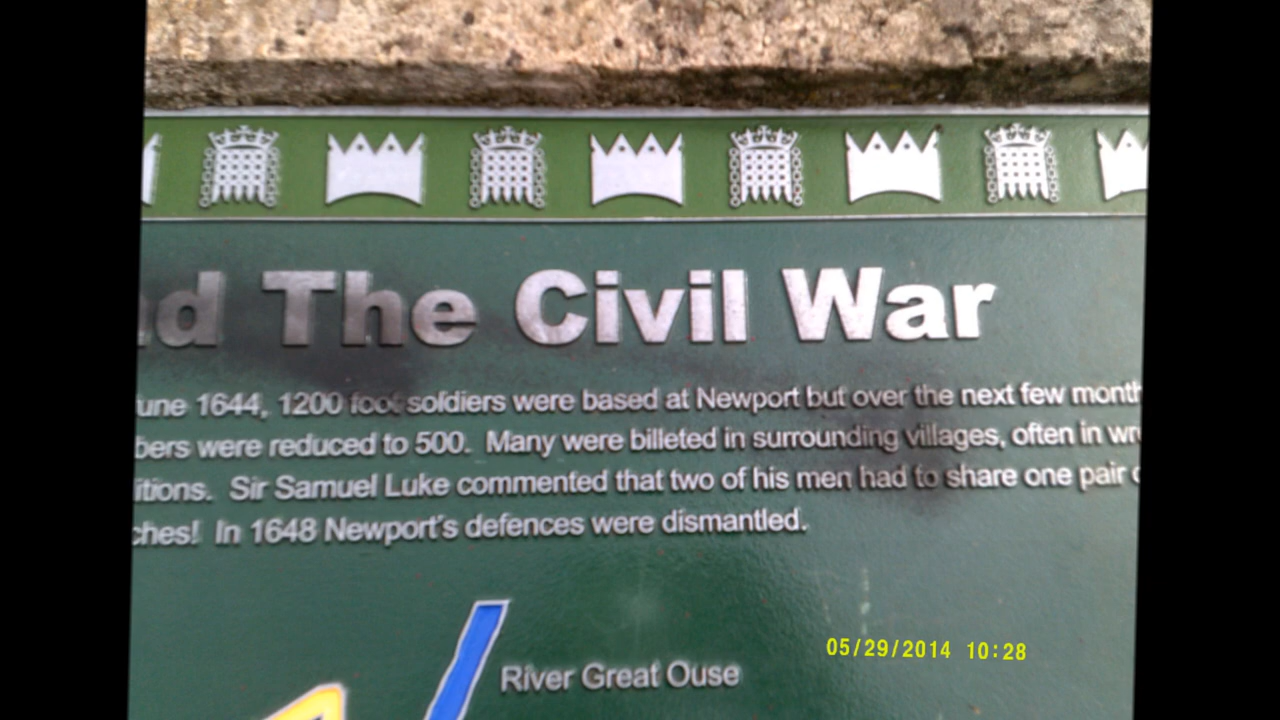 nd The Civil War
une 1644, 1200 foot soldiers were based at Newport but over the next few month
bers were reduced to 500. Many were billeted in surrounding villages, often in wr
itions. Sir Samuel Luke commented that two of his men had to share one pair
ches! In 1648 Newport's defences were dismantled.
River Great Ouse
05/29/2014 10:28